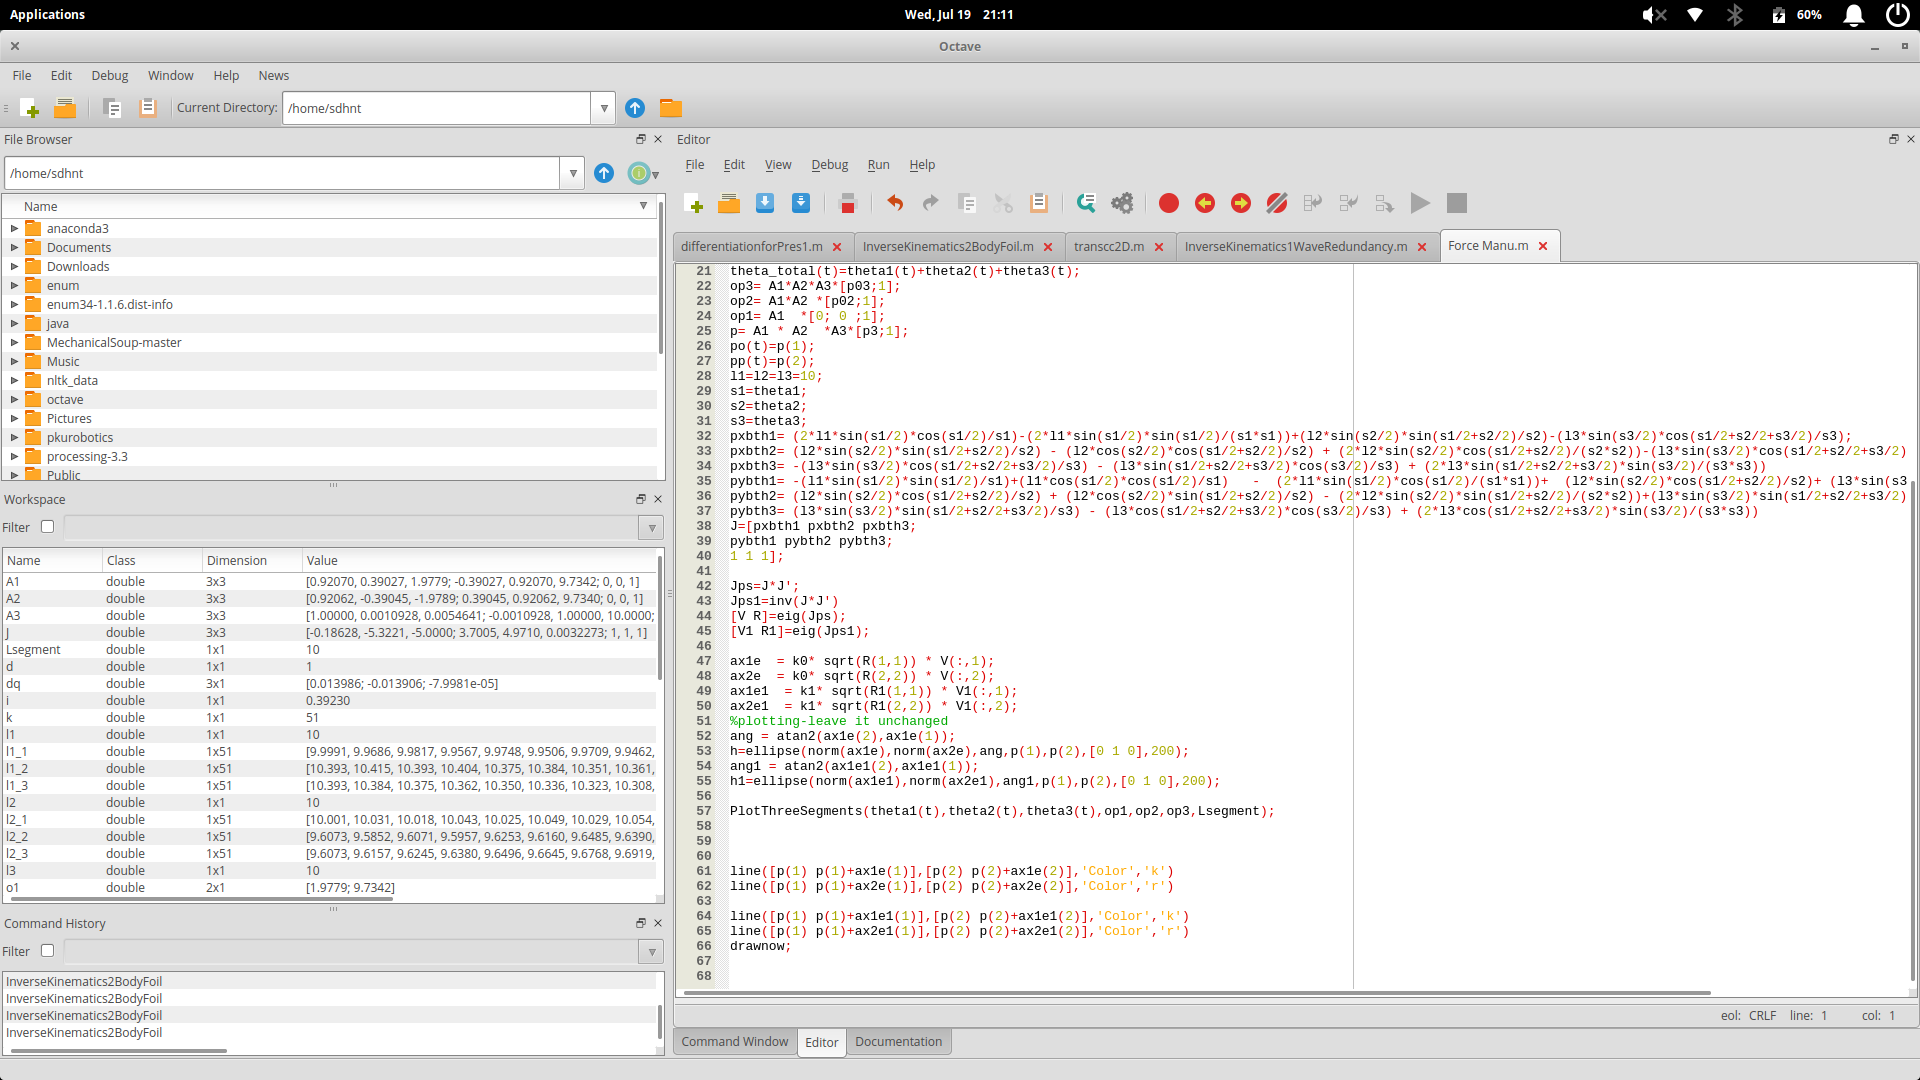 Applications
Wed, Jul 19 21:11
60%
Octave
File Edit Debug Window Help News
Current Directory: /home/sdhnt
File Browser
/home/sdhnt
Name
anaconda3
Documents
Downloads
enum
enum34-1.1.6.dist-info
java
MechanicalSoup-master
Music
nltk_data
octave
Pictures
pkurobotics
processing-3.3
Public
Workspace
Filter
Name Class Dimension Value
A1 double 3x3 [0.92070, 0.39027, 1.9779; -0.39027, 0.92070, 9.7342; 0, 0, 1]
A2 double 3x3 [0.92062, -0.39045, -1.9789; 0.39045, 0.92062, 9.7340; 0, 0, 1]
A3 double 3x3 [1.00000, 0.0010928, 0.0054641; -0.0010928, 1.00000, 10.0000;
J double 3x3 [-0.18628, -5.3221, -5.0000; 3.7005, 4.9710, 0.0032273; 1, 1, 1]
Lsegment double 1x1 10
d double 1x1 1
dq double 3x1 [0.013986; -0.013906; -7.9981e-05]
i double 1x1 0.39230
k double 1x1 51
l1 double 1x1 10
l1_1 double 1x51 [9.9991, 9.9686, 9.9817, 9.9567, 9.9748, 9.9506, 9.9709, 9.9462,
l1_2 double 1x51 [10.393, 10.415, 10.393, 10.404, 10.375, 10.384, 10.351, 10.361,
l1_3 double 1x51 [10.393, 10.384, 10.375, 10.362, 10.350, 10.336, 10.323, 10.308,
l2 double 1x1 10
l2_1 double 1x51 [10.001, 10.031, 10.018, 10.043, 10.025, 10.049, 10.029, 10.054,
l2_2 double 1x51 [9.6073, 9.5852, 9.6071, 9.5957, 9.6253, 9.6160, 9.6485, 9.6390,
l2_3 double 1x51 [9.6073, 9.6157, 9.6245, 9.6380, 9.6496, 9.6645, 9.6768, 9.6919,
l3 double 1x1 10
o1 double 2x1 [1.9779; 9.7342]
Command History
Filter
InverseKinematics2BodyFoil
InverseKinematics2BodyFoil
InverseKinematics2BodyFoil
InverseKinematics2BodyFoil
Editor
File Edit View Debug Run Help
differentiationforPres1.m InverseKinematics2BodyFoil.m transcc2D.m InverseKinematics1WaveRedundancy.m Force Manu.m
21 theta_total(t)=theta1(t)+theta2(t)+theta3(t);
22 op3= A1*A2*A3*[p03;1];
23 op2= A1*A2 *[p02;1];
24 op1= A1  *[0; 0 ;1];
25 p= A1 * A2  *A3*[p3;1];
26 po(t)=p(1);
27 pp(t)=p(2);
28 l1=l2=l3=10;
29 s1=theta1;
30 s2=theta2;
31 s3=theta3;
32 pxbth1= (2*l1*sin(s1/2)*cos(s1/2)/s1)-(2*l1*sin(s1/2)*sin(s1/2)/(s1*s1))+(l2*sin(s2/2)*sin(s1/2+s2/2)/s2)-(l3*sin(s3/2)*cos(s1/2+s2/2+s3/2)/s3);
33 pxbth2= (l2*sin(s2/2)*sin(s1/2+s2/2)/s2) - (l2*cos(s2/2)*cos(s1/2+s2/2)/s2) + (2*l2*sin(s2/2)*cos(s1/2+s2/2)/(s2*s2))-(l3*sin(s3/2)*cos(s1/2+s2/2+s3/2)
34 pxbth3= -(l3*sin(s3/2)*cos(s1/2+s2/2+s3/2)/s3) - (l3*sin(s1/2+s2/2+s3/2)*cos(s3/2)/s3) + (2*l3*sin(s1/2+s2/2+s3/2)*sin(s3/2)/(s3*s3))
35 pybth1= -(l1*sin(s1/2)*sin(s1/2)/s1)+(l1*cos(s1/2)*cos(s1/2)/s1)   -  (2*l1*sin(s1/2)*cos(s1/2)/(s1*s1))+  (l2*sin(s2/2)*cos(s1/2+s2/2)/s2)+ (l3*sin(s3
36 pybth2= (l2*sin(s2/2)*cos(s1/2+s2/2)/s2) + (l2*cos(s2/2)*sin(s1/2+s2/2)/s2) - (2*l2*sin(s2/2)*sin(s1/2+s2/2)/(s2*s2))+(l3*sin(s3/2)*sin(s1/2+s2/2+s3/2)
37 pybth3= (l3*sin(s3/2)*sin(s1/2+s2/2+s3/2)/s3) - (l3*cos(s1/2+s2/2+s3/2)*cos(s3/2)/s3) + (2*l3*cos(s1/2+s2/2+s3/2)*sin(s3/2)/(s3*s3))
38 J=[pxbth1 pxbth2 pxbth3;
39 pybth1 pybth2 pybth3;
40 1 1 1];
41
42 Jps=J*J';
43 Jps1=inv(J*J')
44 [V R]=eig(Jps);
45 [V1 R1]=eig(Jps1);
46
47 ax1e  = k0* sqrt(R(1,1)) * V(:,1);
48 ax2e  = k0* sqrt(R(2,2)) * V(:,2);
49 ax1e1  = k1* sqrt(R1(1,1)) * V1(:,1);
50 ax2e1  = k1* sqrt(R1(2,2)) * V1(:,2);
51 %plotting-leave it unchanged
52 ang = atan2(ax1e(2),ax1e(1));
53 h=ellipse(norm(ax1e),norm(ax2e),ang,p(1),p(2),[0 1 0],200);
54 ang1 = atan2(ax1e1(2),ax1e1(1));
55 h1=ellipse(norm(ax1e1),norm(ax2e1),ang1,p(1),p(2),[0 1 0],200);
56
57 PlotThreeSegments(theta1(t),theta2(t),theta3(t),op1,op2,op3,Lsegment);
58
59
60
61 line([p(1) p(1)+ax1e(1)],[p(2) p(2)+ax1e(2)],'Color','k')
62 line([p(1) p(1)+ax2e(1)],[p(2) p(2)+ax2e(2)],'Color','r')
63
64 line([p(1) p(1)+ax1e1(1)],[p(2) p(2)+ax1e1(2)],'Color','k')
65 line([p(1) p(1)+ax2e1(1)],[p(2) p(2)+ax2e1(2)],'Color','r')
66 drawnow;
67
68
eol: CRLF line: 1 col: 1
Command Window Editor Documentation